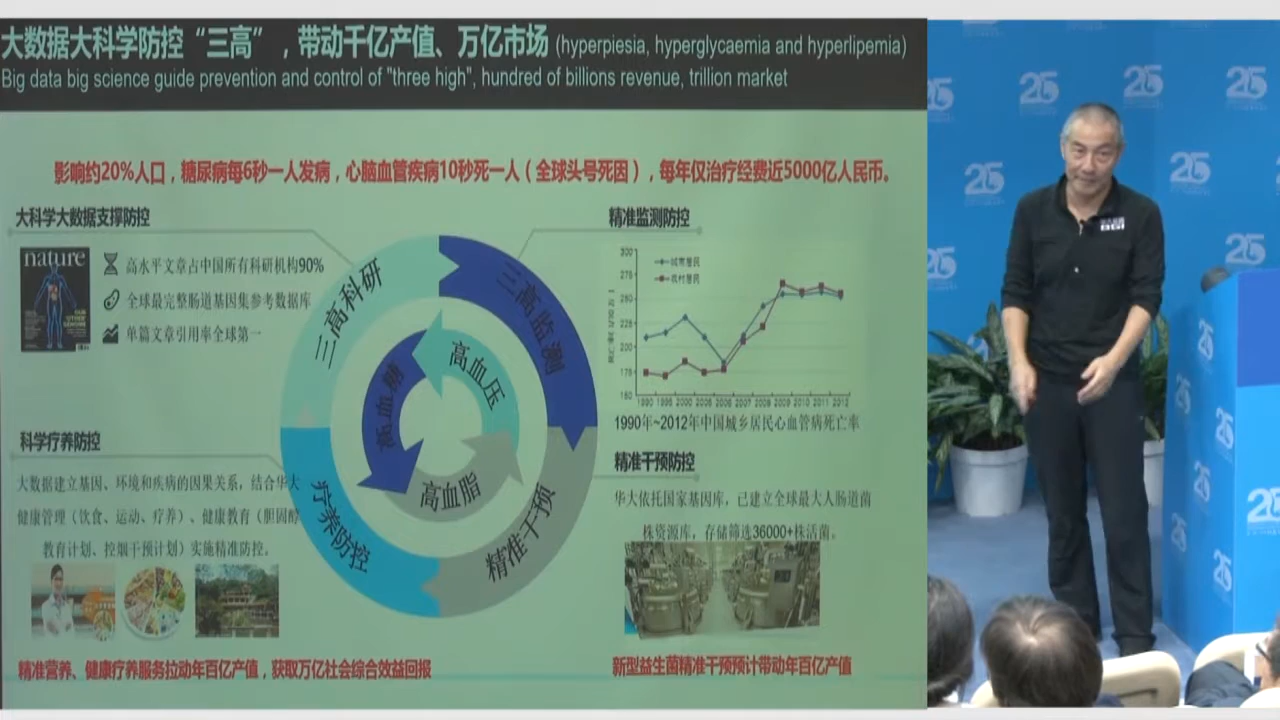 大数据大科学防控“三高”，带动千亿产值、万亿市场 (hyperpiesia, hyperglycaemia and hyperlipemia)
Big data big science guide prevention and control of "three high", hundred of billions revenue, trillion market
影响约20%人口，糖尿病每6秒一人发病，心脑血管疾病10秒死一人（全球头号死因），每年仅治疗经费近5000亿人民币。
大科学大数据支撑防控
nature
高水平文章占中国所有科研机构90%
全球最完整肠道基因集参考数据库
单篇文章引用率全球第一
精准监测防控
城市居民
农村居民
1990年~2012年中国城乡居民心血管病死亡率
三高科研
三高监测
高血糖
高血压
高血脂
疗养防控
精准干预
科学疗养防控
大数据建立基因、环境和疾病的因果关系，结合华大
健康管理（饮食、运动、疗养）、健康教育（胆固醇
教育计划、控烟干预计划）实施精准防控。
精准干预防控
华大依托国家基因库，已建立全球最大人肠道菌
株资源库，存储筛选36000+株活菌。
精准营养、健康疗养服务拉动年百亿产值，获取万亿社会综合效益回报
新型益生菌精准干预预计带动年百亿产值
25
25
25
25
25
25
25
25
25
25
25